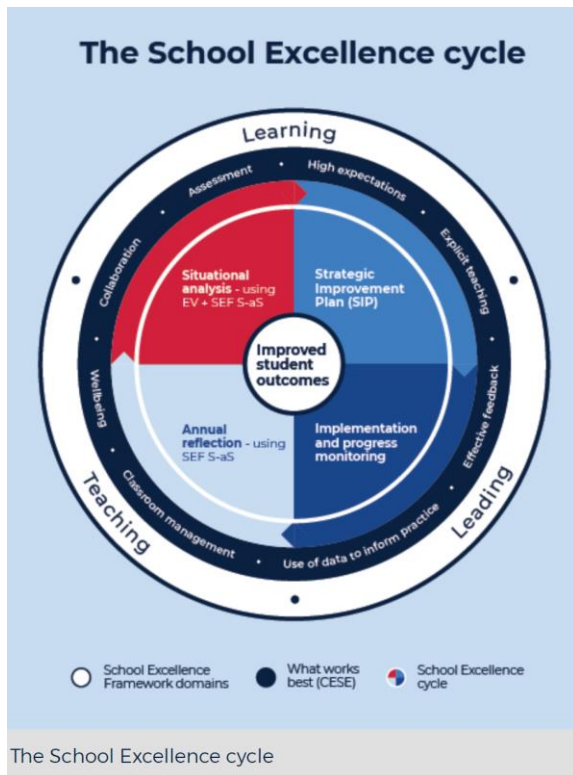 The School Excellence cycle
Learning
High expectations
Explicit teaching
Effective feedback
Use of data to inform practice
Classroom management
Wellbeing
Collaboration
Assessment
Leading
Teaching
Situational
analysis - using
EV + SEF S-aS
Strategic
Improvement
Plan (SIP)
Improved
student
outcomes
Annual
reflection - using
SEF S-aS
Implementation
and progress
monitoring
School Excellence
Framework domains
What works
best (CESE)
School Excellence
cycle
The School Excellence cycle